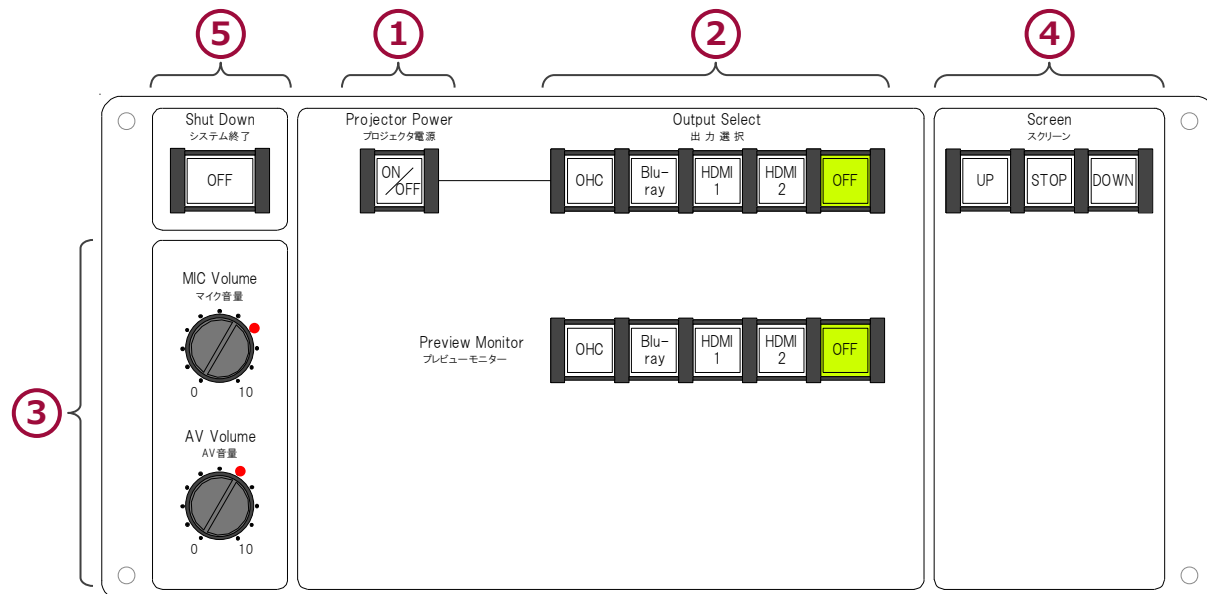 ⑤
①
②
④
Shut Down
システム終了
OFF
Projector Power
プロジェクタ電源
ON/OFF
Output Select
出 力 選 択
OHC
Blu-
ray
HDMI
1
HDMI
2
OFF
Screen
スクリーン
UP
STOP
DOWN
③
MIC Volume
マイク音量
0 10
AV Volume
AV音量
0 10
Preview Monitor
プレビューモニター
OHC
Blu-
ray
HDMI
1
HDMI
2
OFF